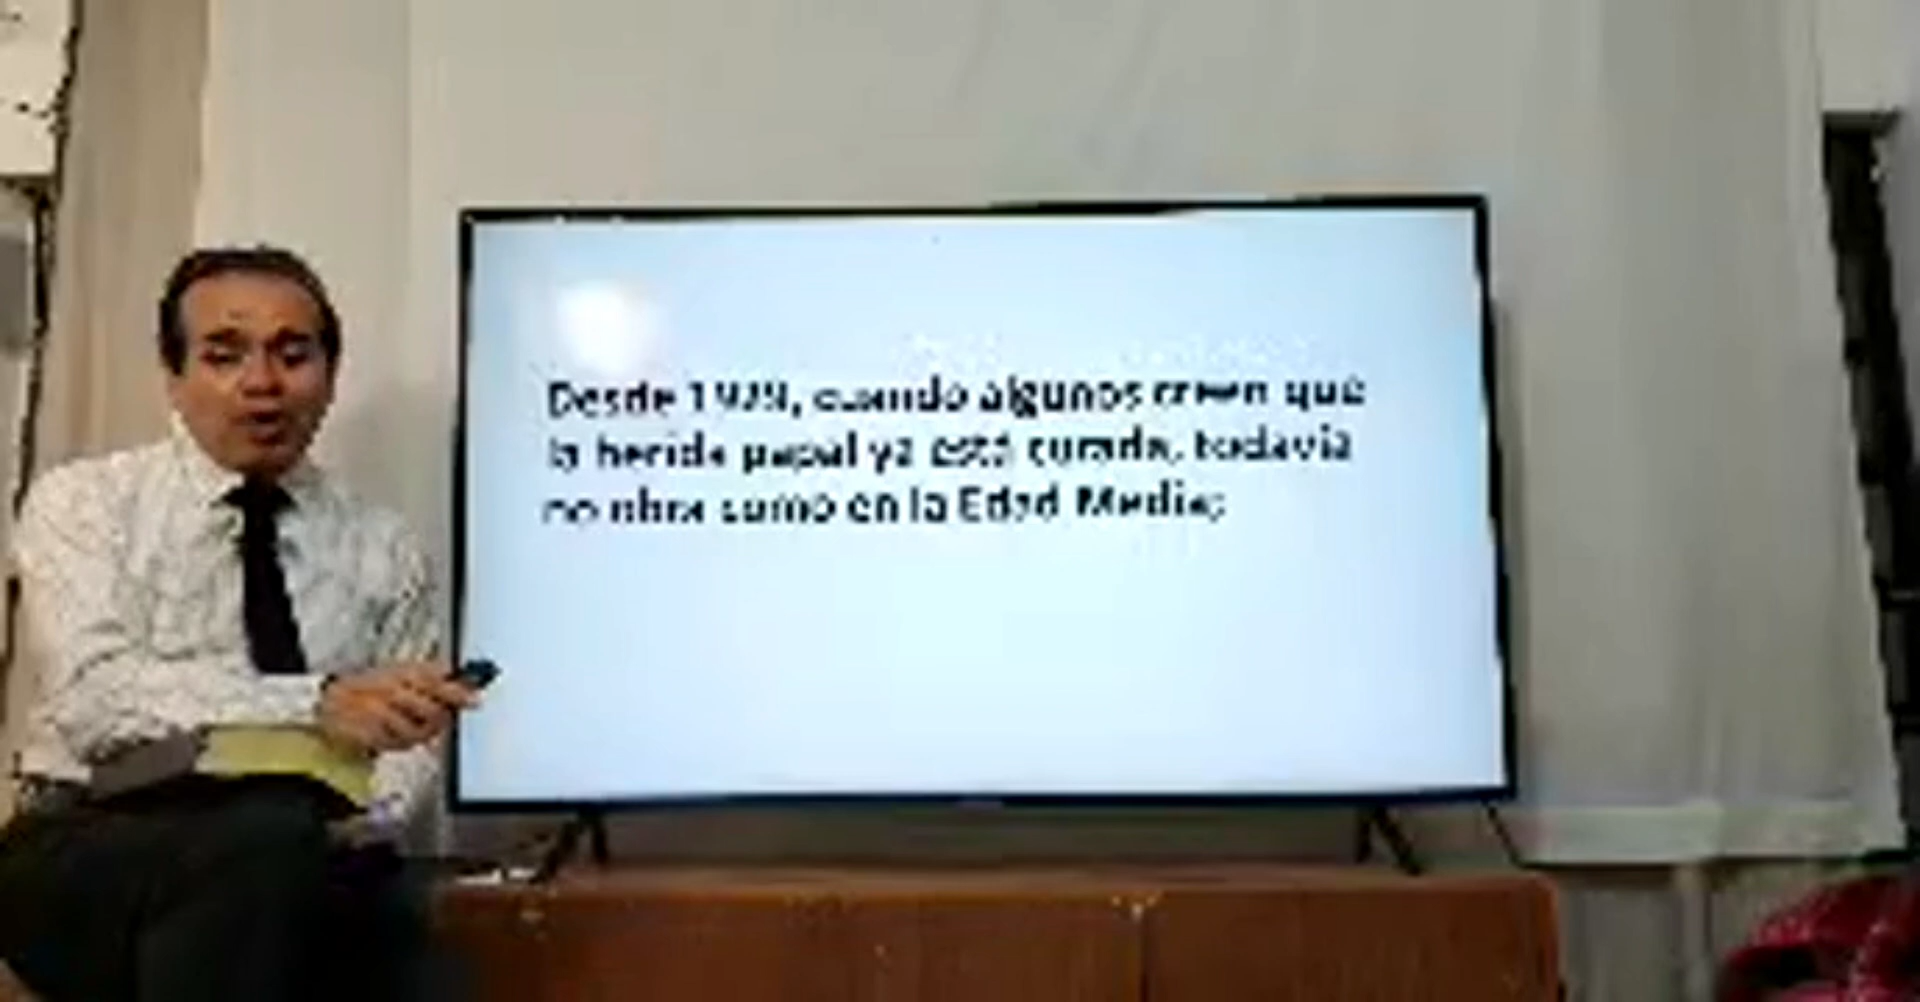 Desde 1929, cuando algunos creen que
la herida papal ya está curada, todavía
no obra como en la Edad Media;